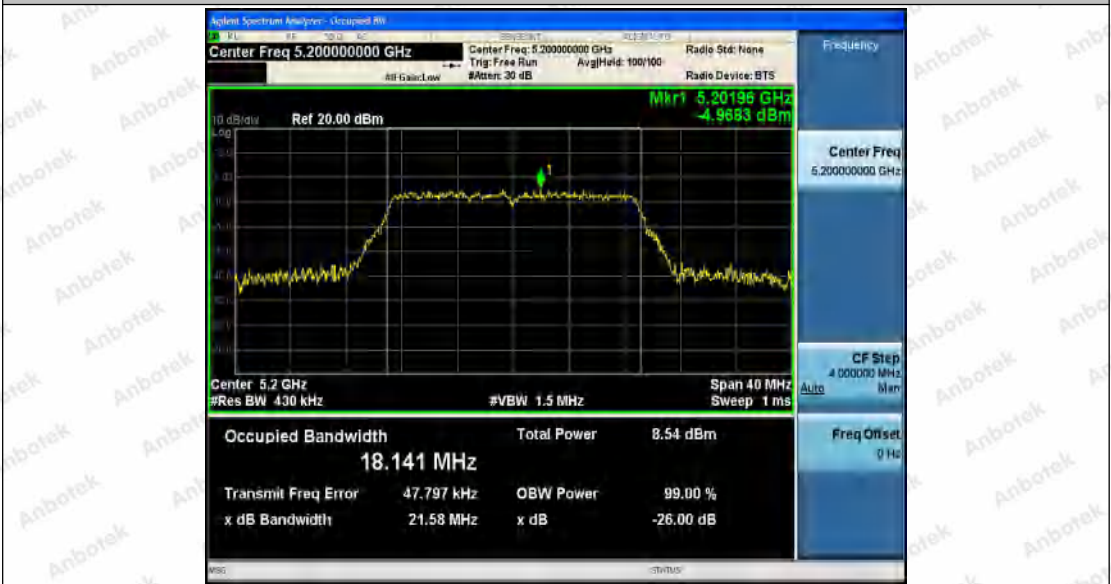 Agilent Spectrum Analyzer - Occupied BW
Center Freq 5.200000000 GHz
Center Freq: 5.200000000 GHz
Radio Std: None
Trig: Free Run
Avg|Hold: 100/100
#IFGain:Low
#Atten: 30 dB
Radio Device: BTS
Frequency
Mkr1 5.20196 GHz
-4.9683 dBm
10 dB/div
Ref 20.00 dBm
Log
Center Freq
5.200000000 GHz
Center 5.2 GHz
Span 40 MHz
#Res BW 430 kHz
#VBW 1.5 MHz
Sweep 1 ms
CF Step
4.000000 MHz
Auto
Man
Occupied Bandwidth
Total Power
8.54 dBm
18.141 MHz
Freq Offset
0 Hz
Transmit Freq Error
47.797 kHz
OBW Power
99.00 %
x dB Bandwidth
21.58 MHz
x dB
-26.00 dB
MSG
STATUS
1
Anbotek